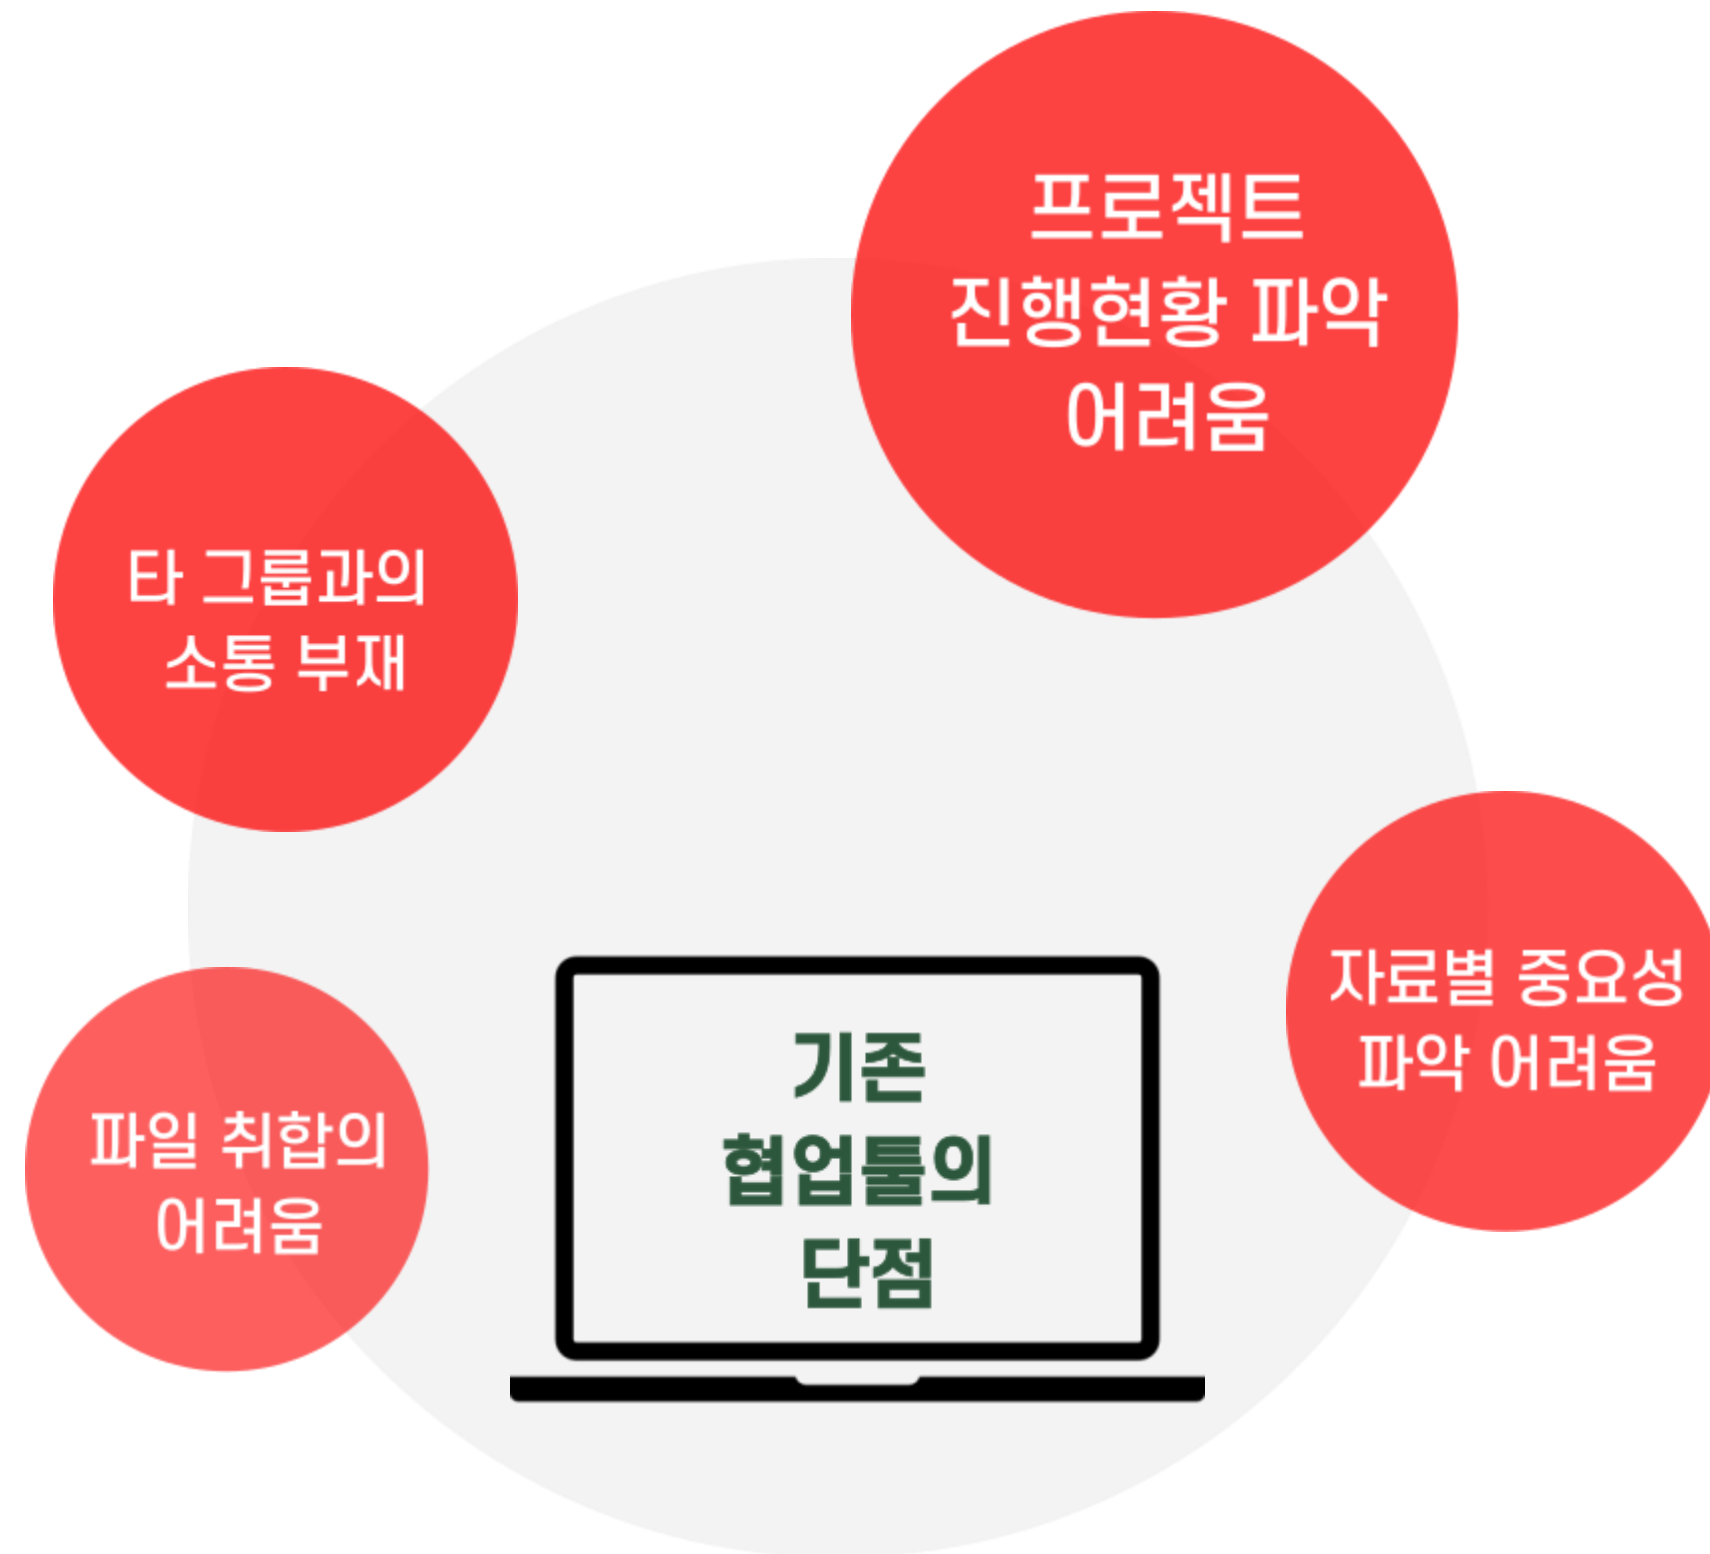 프로젝트
진행현황 파악
어려움
타 그룹과의
소통 부재
자료별 중요성
파악 어려움
파일 취합의
어려움
기존
협업툴의
단점